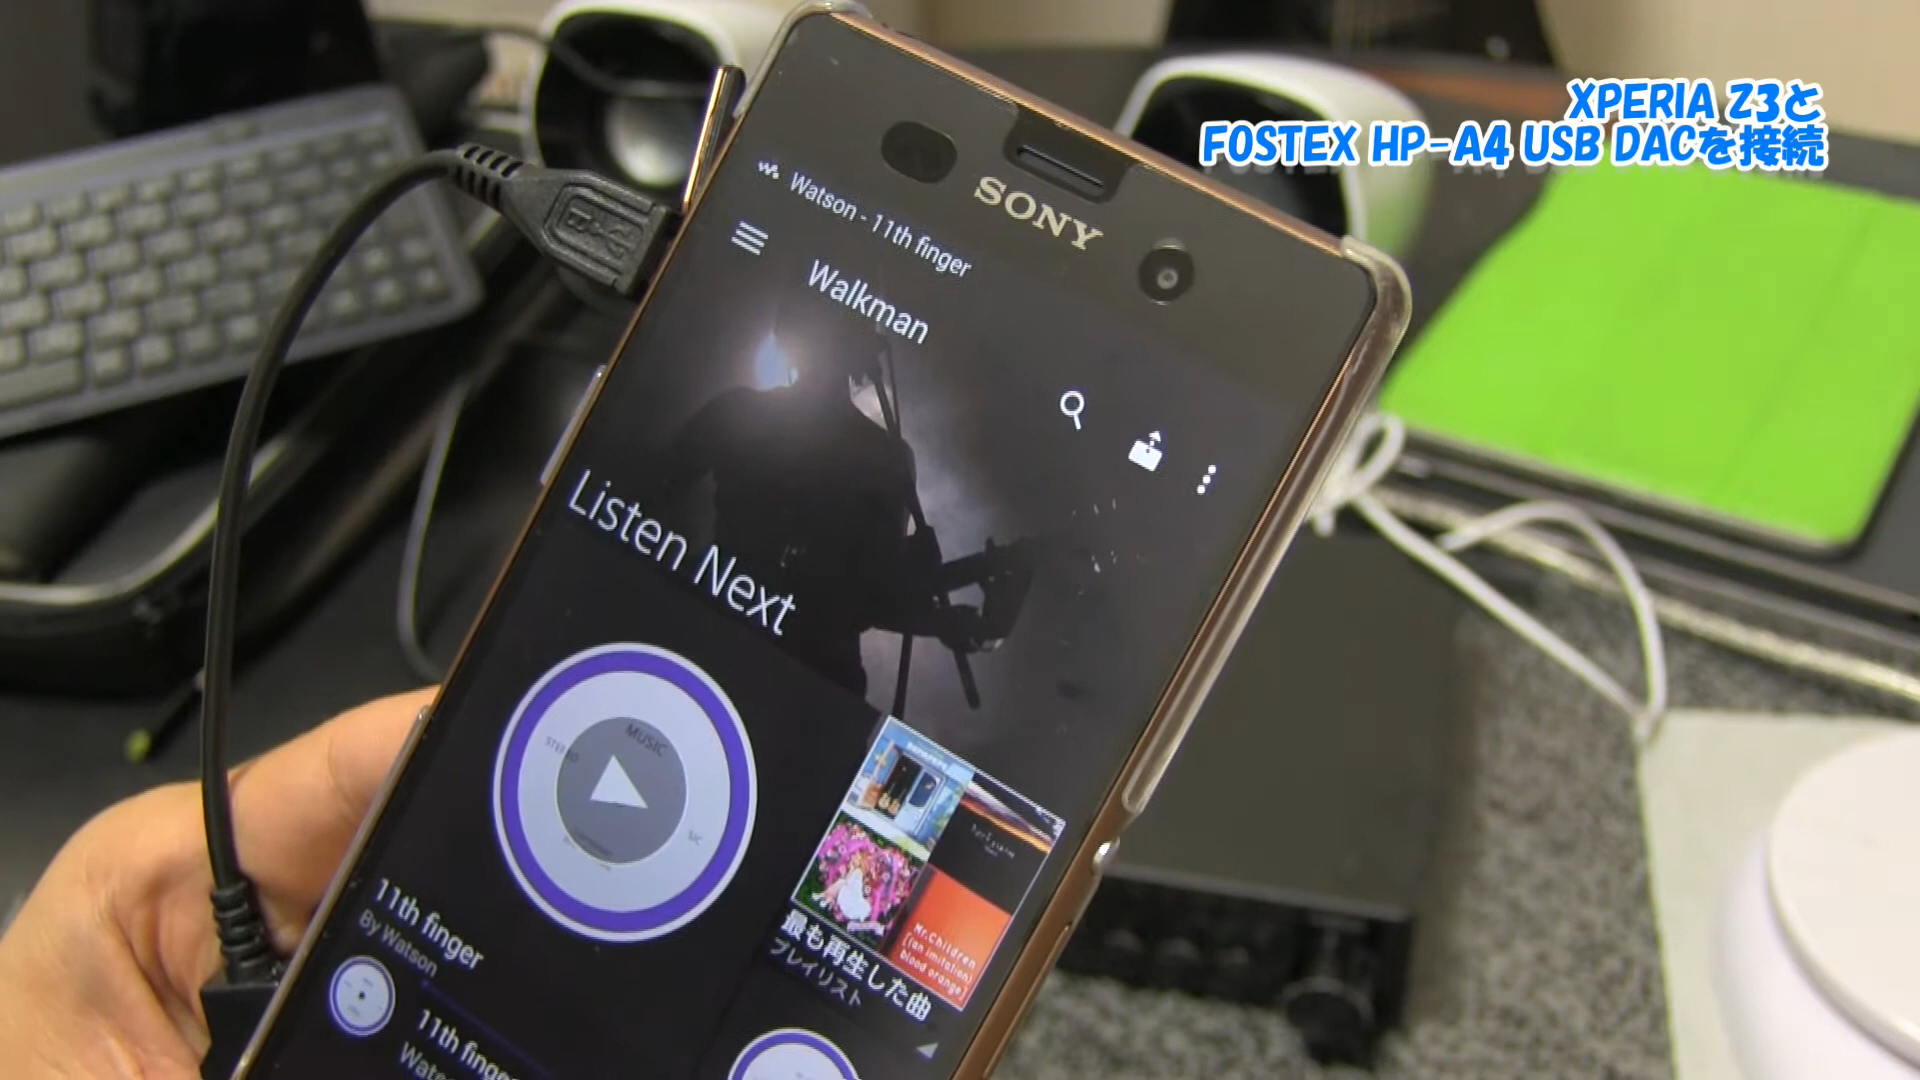 XPERIA Z3と
FOSTEX HP-A4 USB DACを接続
SONY
Watson - 11th finger
Walkman
Listen Next
MUSIC
Mr.Children
[(an imitation)
blood orange]
最も再生した曲
プレイリスト
11th finger
By Watson
11th finge